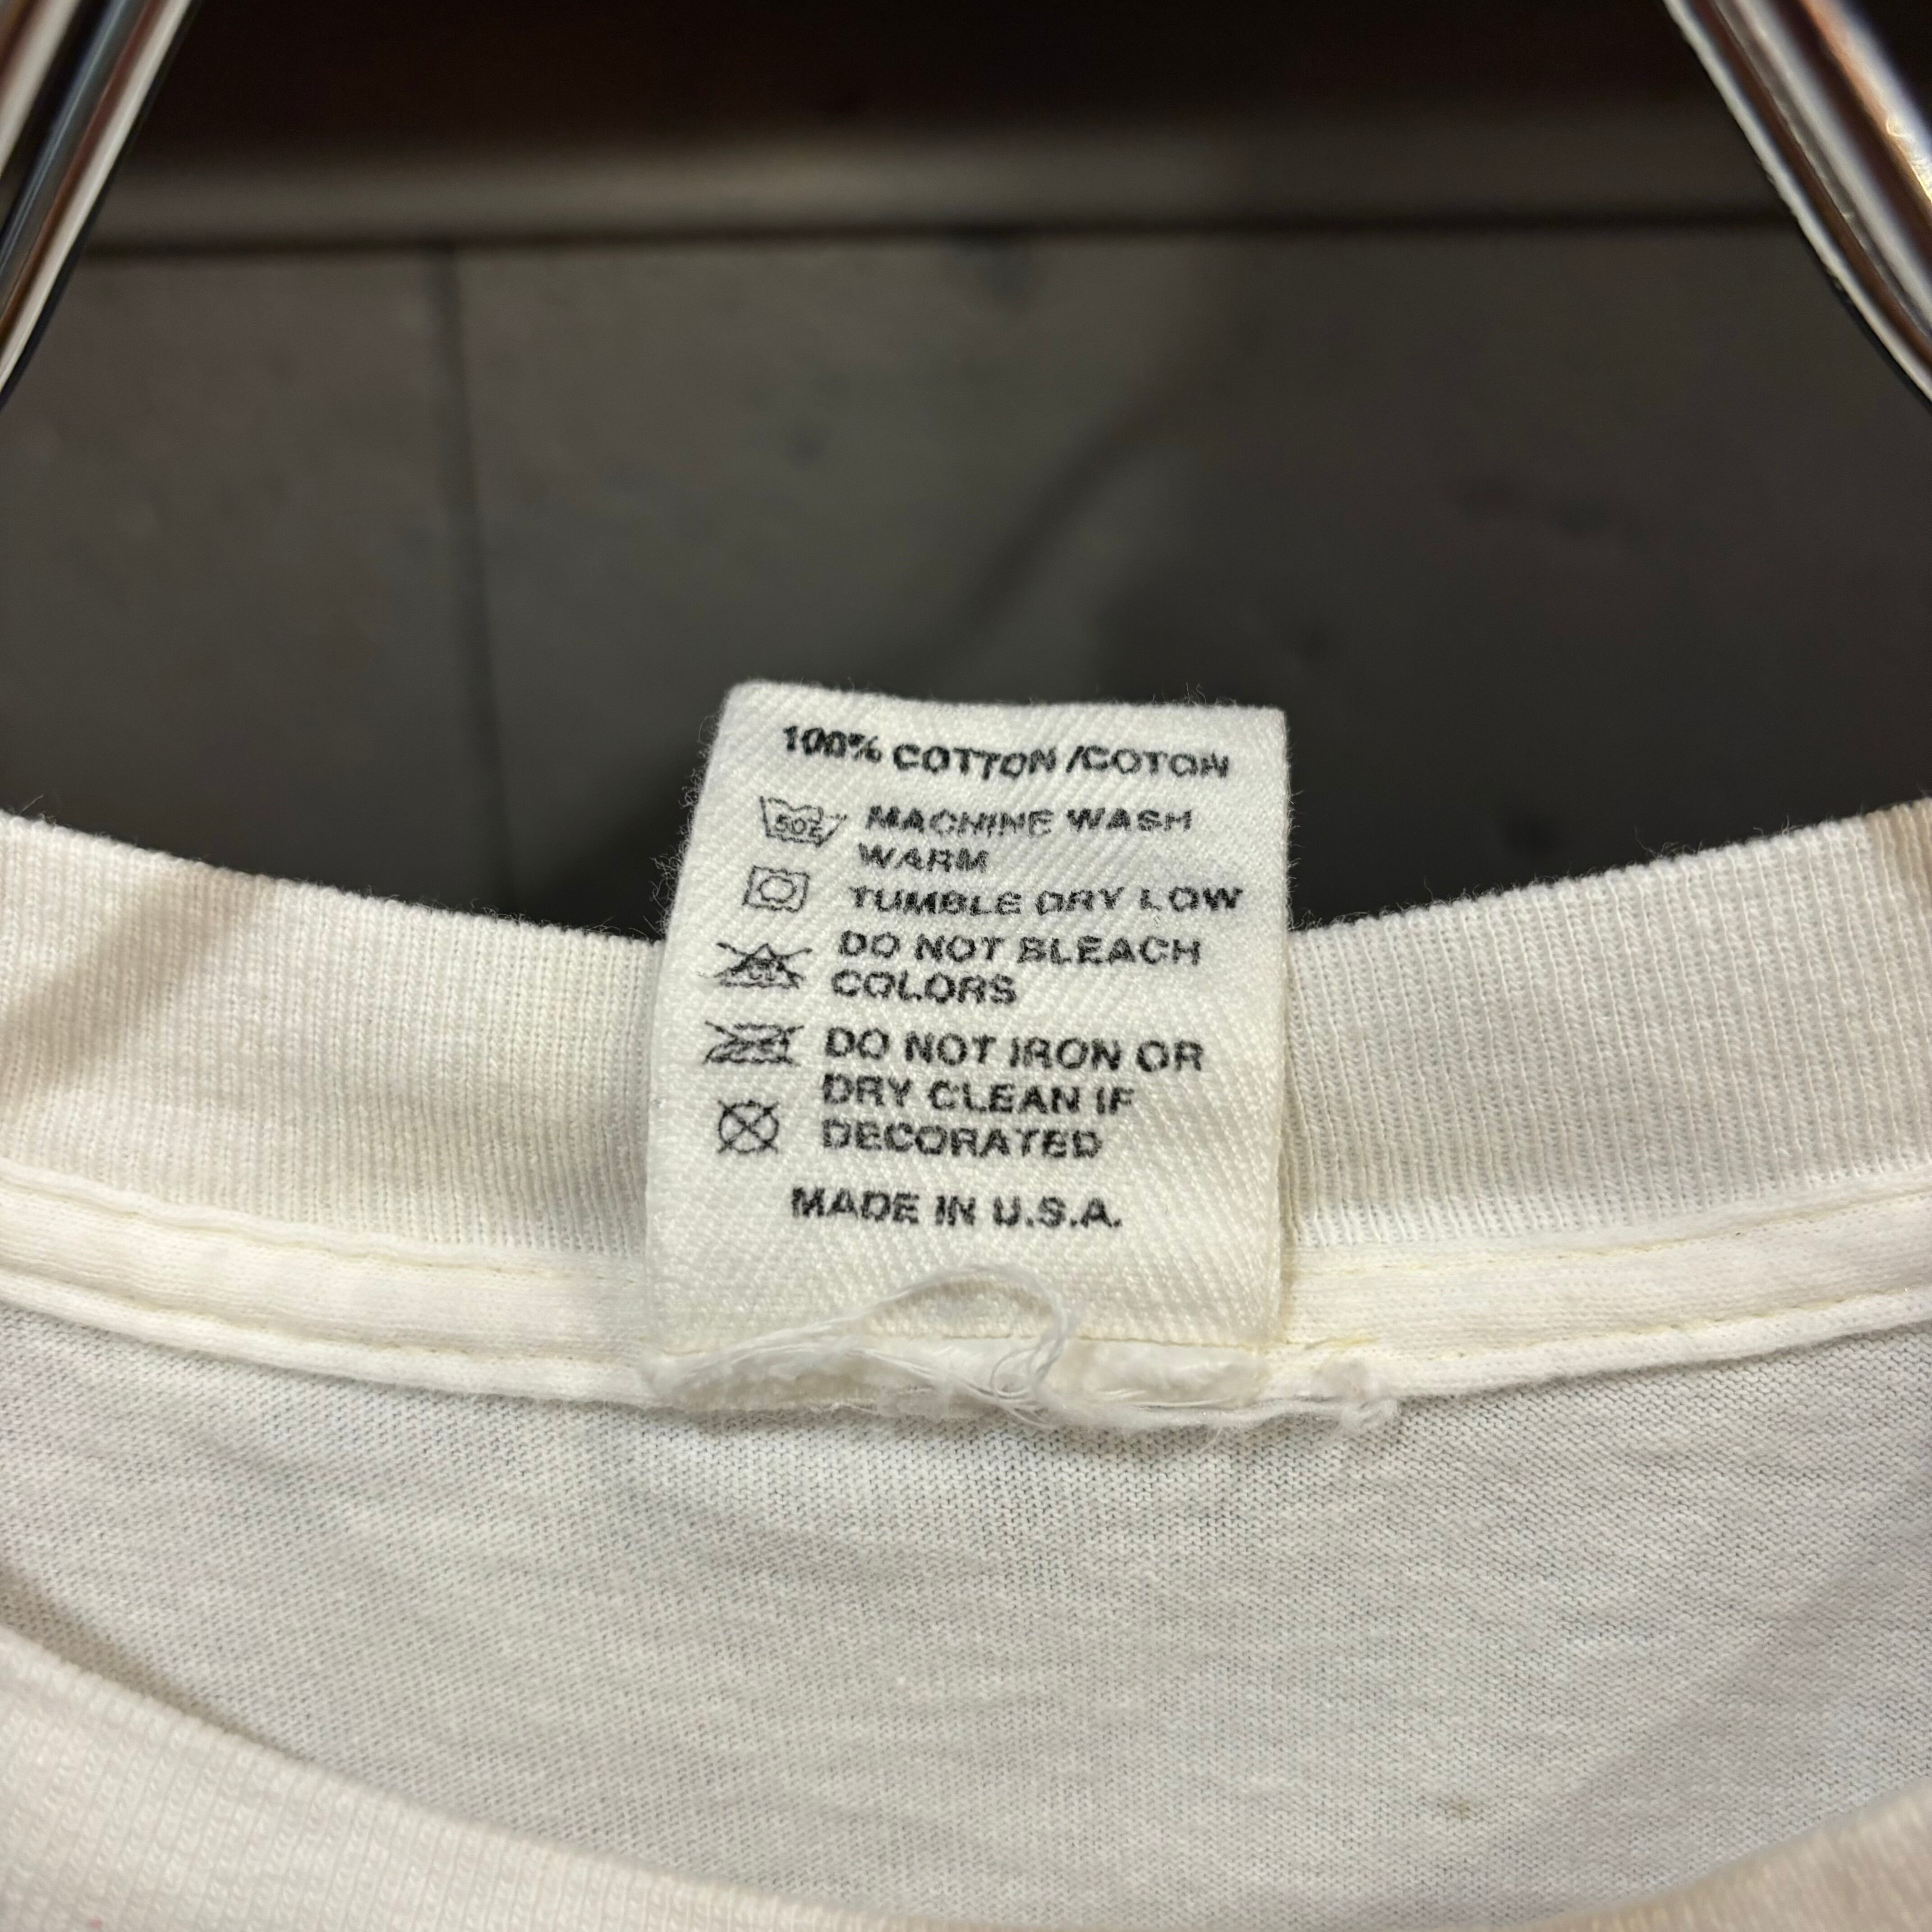 100% COTTON /COTON
MACHINE WASH
WARM
TUMBLE DRY LOW
DO NOT BLEACH
COLORS
DO NOT IRON OR
DRY CLEAN IF
DECORATED
MADE IN U.S.A.